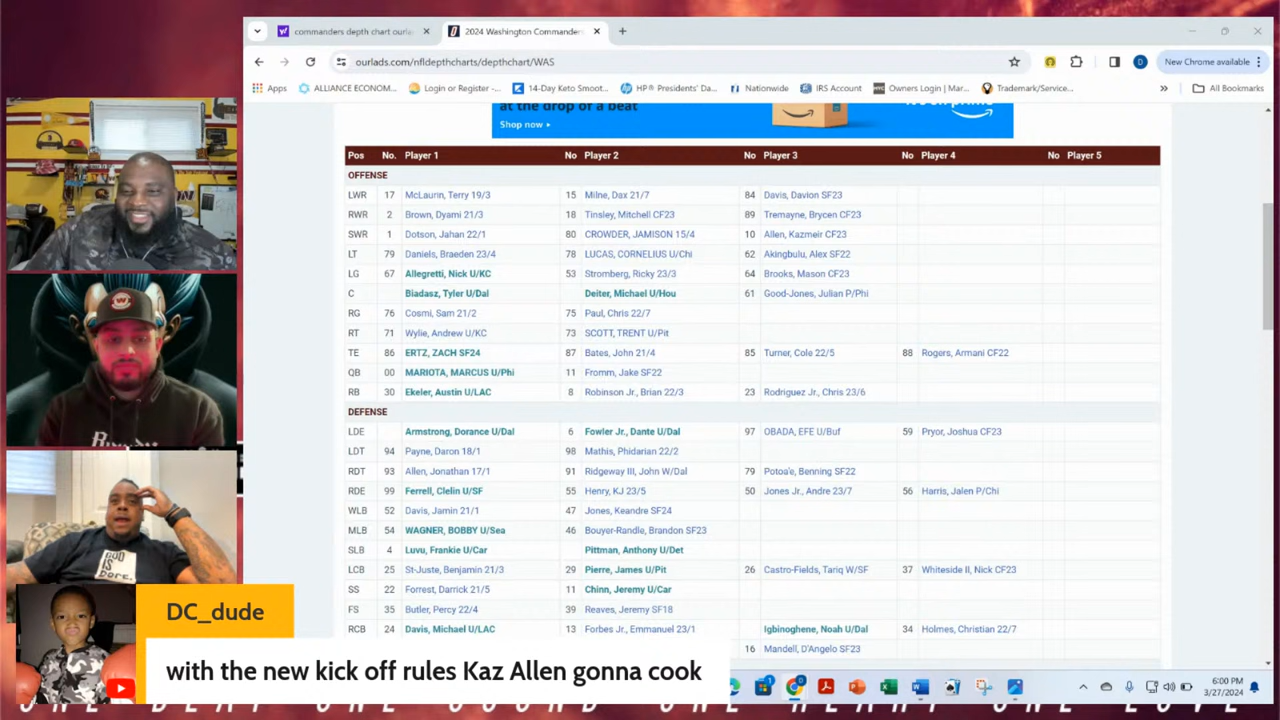 commanders depth chart ourla
2024 Washington Commanders
ourlads.com/nfldepthcharts/depthchart/WAS
New Chrome available
Apps
ALLIANCE ECONOM...
Login or Register -...
14-Day Keto Smoot...
HP® Presidents' Da...
Nationwide
IRS Account
Owners Login | Mar...
Trademark/Service...
All Bookmarks
at the drop of a beat
Shop now
Pos No. Player 1 No Player 2 No Player 3 No Player 4 No Player 5
OFFENSE
LWR 17 McLaurin, Terry 19/3 15 Milne, Dax 21/7 84 Davis, Davion SF23
RWR 2 Brown, Dyami 21/3 18 Tinsley, Mitchell CF23 89 Tremayne, Brycen CF23
SWR 1 Dotson, Jahan 22/1 80 CROWDER, JAMISON 15/4 10 Allen, Kazmeir CF23
LT 79 Daniels, Braeden 23/4 78 LUCAS, CORNELIUS U/Chi 62 Akingbulu, Alex SF22
LG 67 Allegretti, Nick U/KC 53 Stromberg, Ricky 23/3 64 Brooks, Mason CF23
C Biadasz, Tyler U/Dal Deiter, Michael U/Hou 61 Good-Jones, Julian P/Phi
RG 76 Cosmi, Sam 21/2 75 Paul, Chris 22/7
RT 71 Wylie, Andrew U/KC 73 SCOTT, TRENT U/Pit
TE 86 ERTZ, ZACH SF24 87 Bates, John 21/4 85 Turner, Cole 22/5 88 Rogers, Armani CF22
QB 00 MARIOTA, MARCUS U/Phi 11 Fromm, Jake SF22
RB 30 Ekeler, Austin U/LAC 8 Robinson Jr., Brian 22/3 23 Rodriguez Jr., Chris 23/6
DEFENSE
LDE Armstrong, Dorance U/Dal 6 Fowler Jr., Dante U/Dal 97 OBADA, EFE U/Buf 59 Pryor, Joshua CF23
LDT 94 Payne, Daron 18/1 98 Mathis, Phidarian 22/2
RDT 93 Allen, Jonathan 17/1 91 Ridgeway III, John W/Dal 79 Potoa'e, Benning SF22
RDE 99 Ferrell, Clelin U/SF 55 Henry, KJ 23/5 50 Jones Jr., Andre 23/7 56 Harris, Jalen P/Chi
WLB 52 Davis, Jamin 21/1 47 Jones, Keandre SF24
MLB 54 WAGNER, BOBBY U/Sea 46 Bouyer-Randle, Brandon SF23
SLB 4 Luvu, Frankie U/Car Pittman, Anthony U/Det
LCB 25 St-Juste, Benjamin 21/3 29 Pierre, James U/Pit 26 Castro-Fields, Tariq W/SF 37 Whiteside II, Nick CF23
SS 22 Forrest, Darrick 21/5 11 Chinn, Jeremy U/Car
FS 35 Butler, Percy 22/4 39 Reaves, Jeremy SF18
RCB 24 Davis, Michael U/LAC 13 Forbes Jr., Emmanuel 23/1 Igbinoghene, Noah U/Dal 34 Holmes, Christian 22/7
16 Mandell, D'Angelo SF23
DC_dude
with the new kick off rules Kaz Allen gonna cook
6:00 PM
3/27/2024